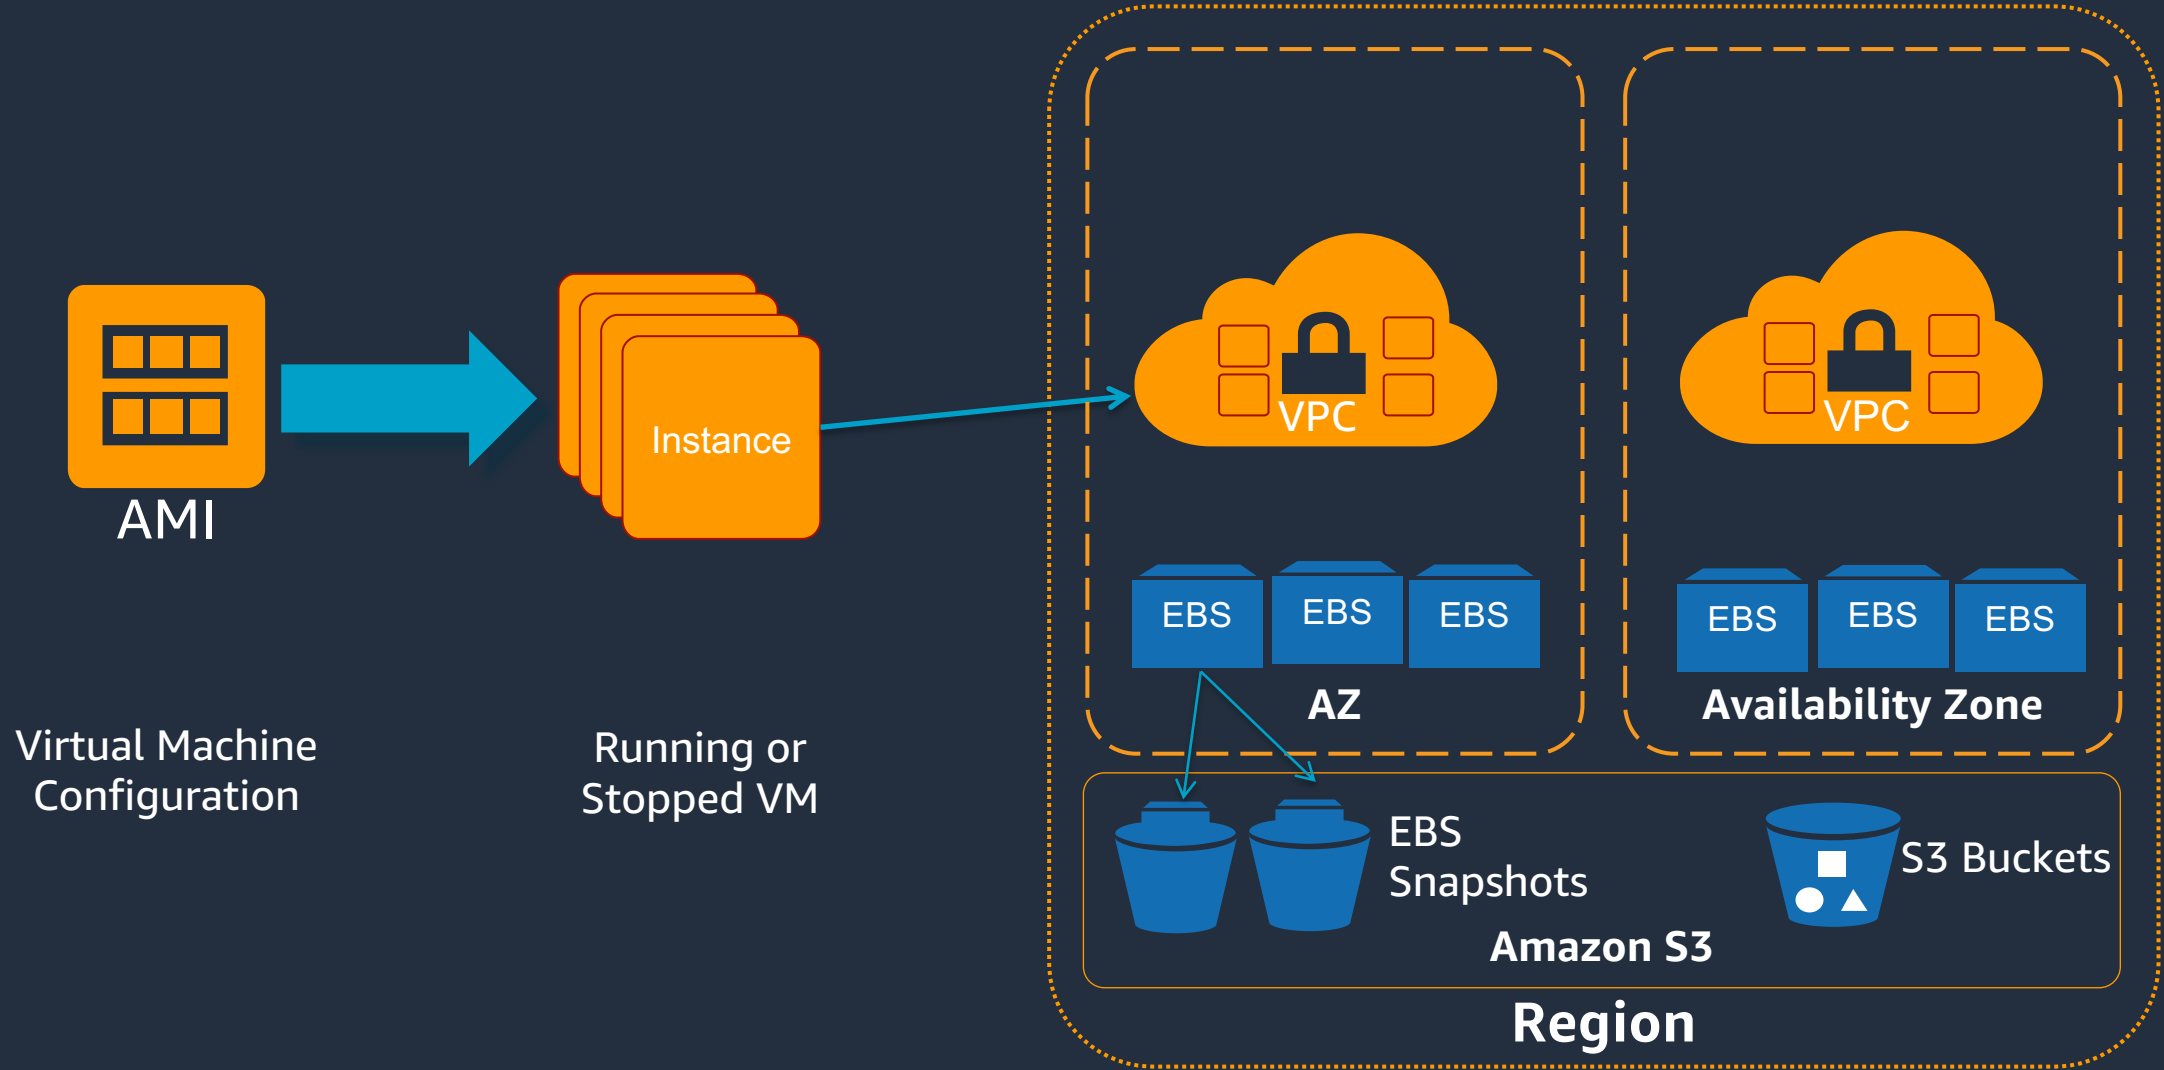 AMI
Virtual Machine
Configuration
Instance
Running or
Stopped VM
VPC
EBS
EBS
EBS
AZ
VPC
EBS
EBS
EBS
Availability Zone
EBS
Snapshots
S3 Buckets
Amazon S3
Region